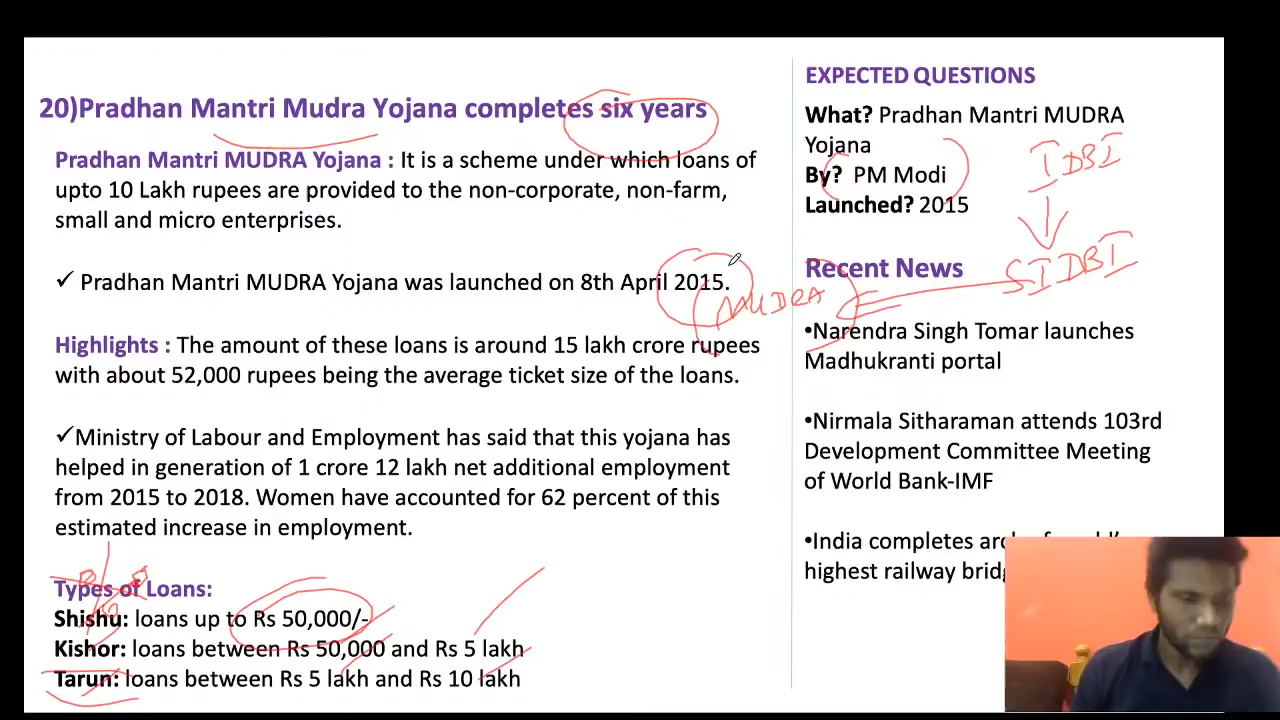 20)Pradhan Mantri Mudra Yojana completes six years
Pradhan Mantri MUDRA Yojana : It is a scheme under which loans of
upto 10 Lakh rupees are provided to the non-corporate, non-farm,
small and micro enterprises.
✓ Pradhan Mantri MUDRA Yojana was launched on 8th April 2015.
MUDRA
Highlights : The amount of these loans is around 15 lakh crore rupees
with about 52,000 rupees being the average ticket size of the loans.
✓Ministry of Labour and Employment has said that this yojana has
helped in generation of 1 crore 12 lakh net additional employment
from 2015 to 2018. Women have accounted for 62 percent of this
estimated increase in employment.
Types of Loans:
Shishu: loans up to Rs 50,000/-
Kishor: loans between Rs 50,000 and Rs 5 lakh
Tarun: loans between Rs 5 lakh and Rs 10 lakh
EXPECTED QUESTIONS
What? Pradhan Mantri MUDRA
Yojana
By? PM Modi
Launched? 2015
IDBI
SIDBI
Recent News
•Narendra Singh Tomar launches
Madhukranti portal
•Nirmala Sitharaman attends 103rd
Development Committee Meeting
of World Bank-IMF
•India completes
highest railway